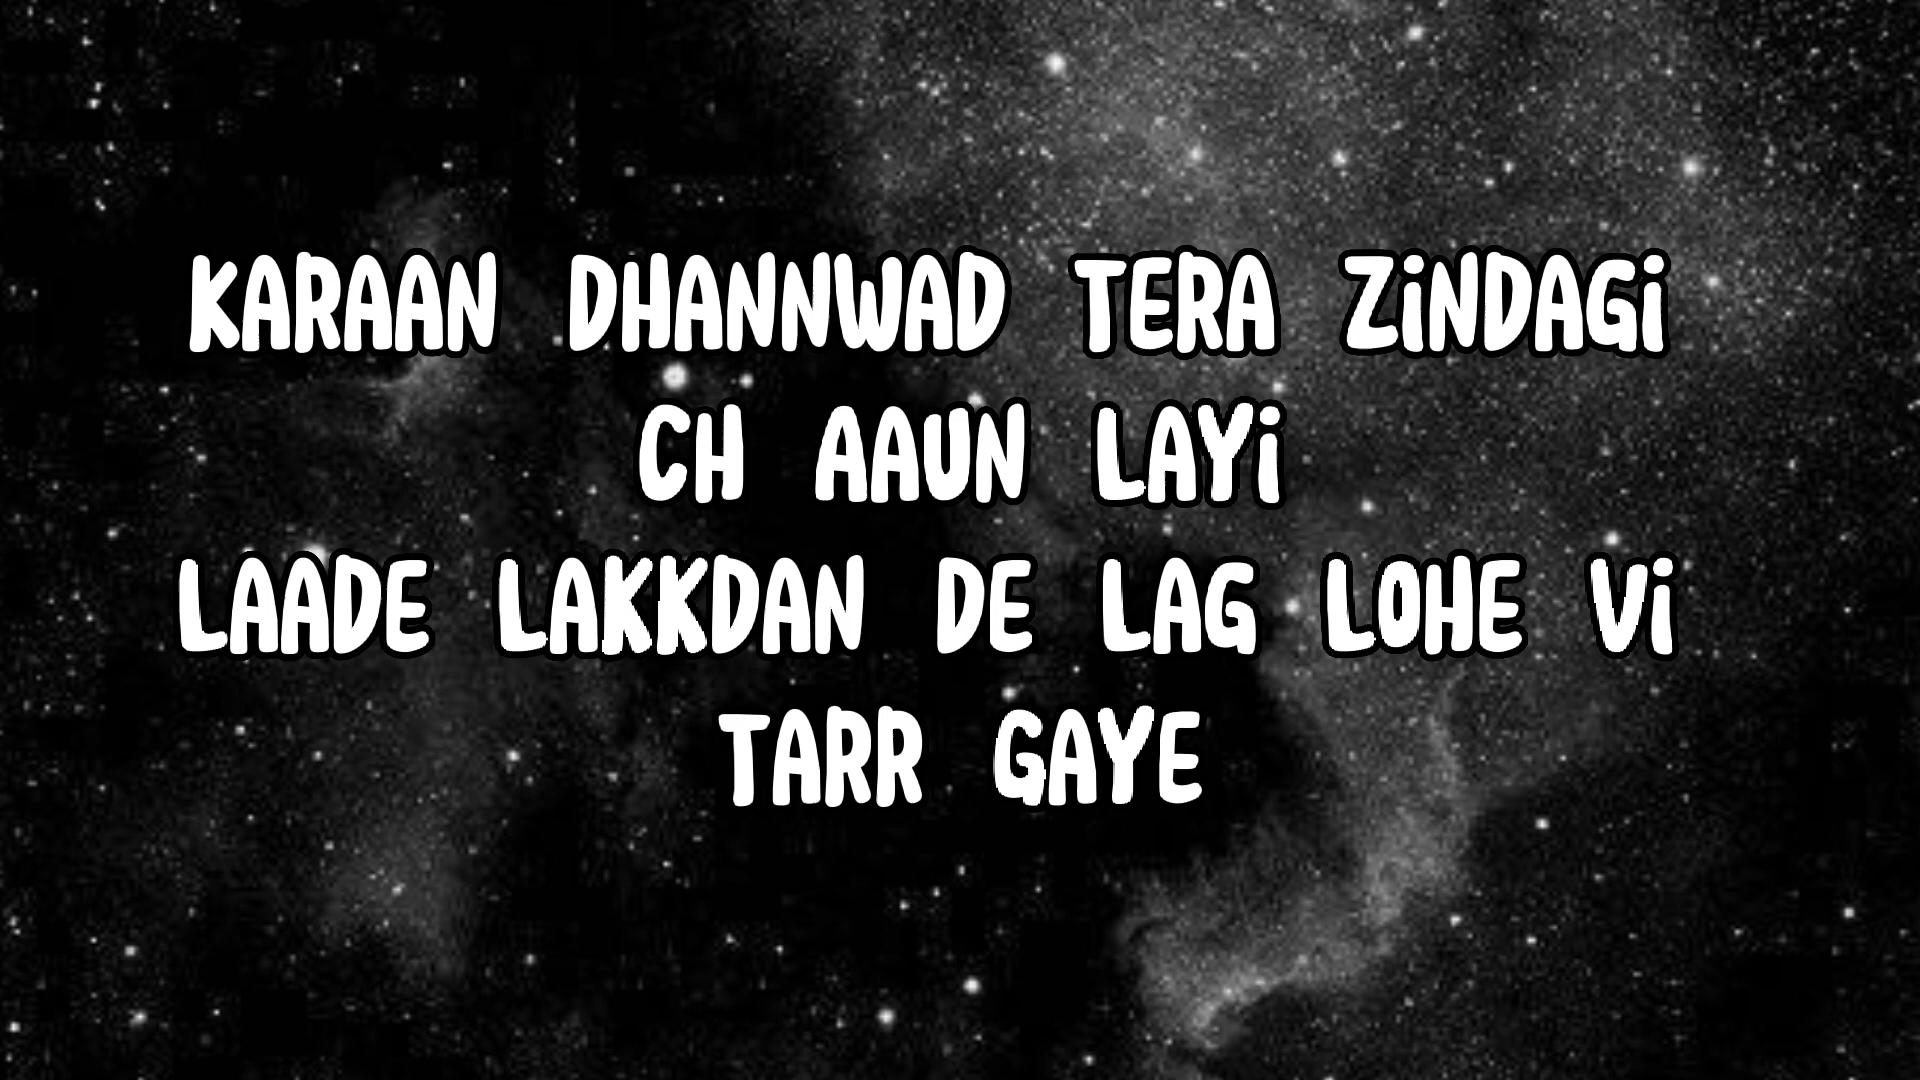 KARAAN DHANNWAD TERA ZiNDAGi
CH AAUN LAYi
LAADE LAKKDAN DE LAG LOHE Vi
TARR GAYE